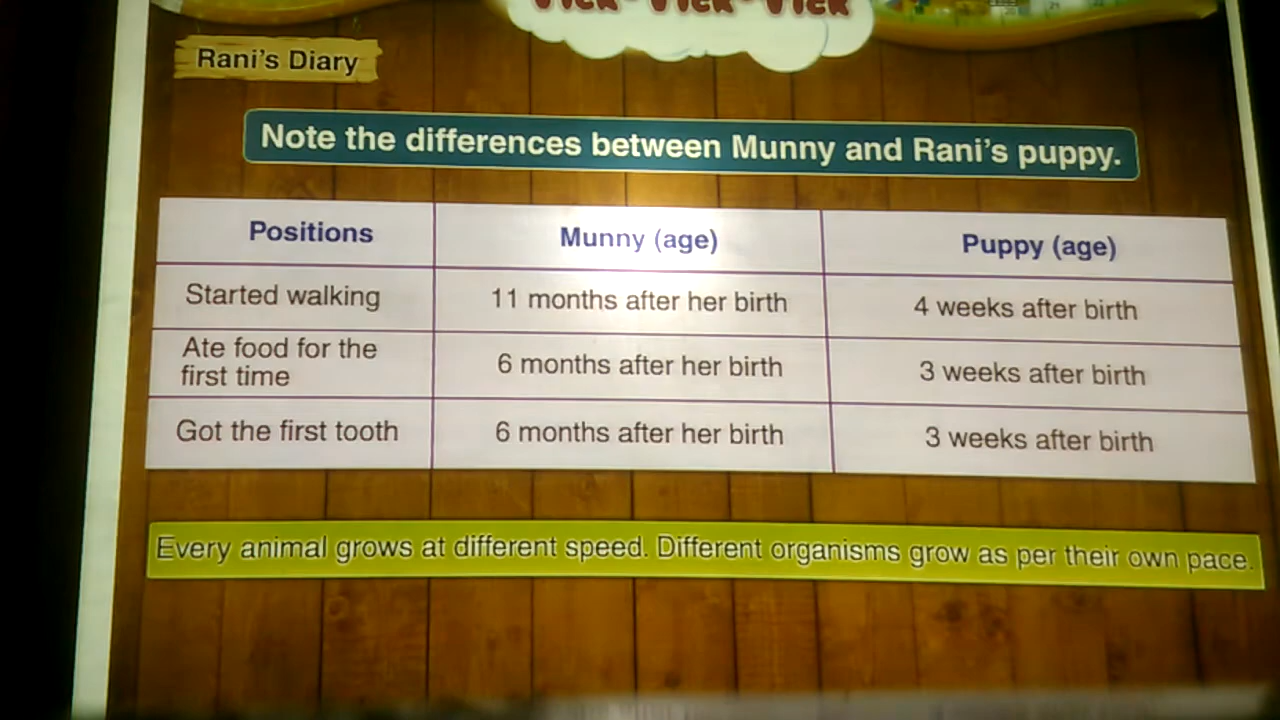 Rani's Diary
Note the differences between Munny and Rani's puppy.
Positions Munny (age) Puppy (age)
Started walking 11 months after her birth 4 weeks after birth
Ate food for the
first time 6 months after her birth 3 weeks after birth
Got the first tooth 6 months after her birth 3 weeks after birth
Every animal grows at different speed. Different organisms grow as per their own pace.